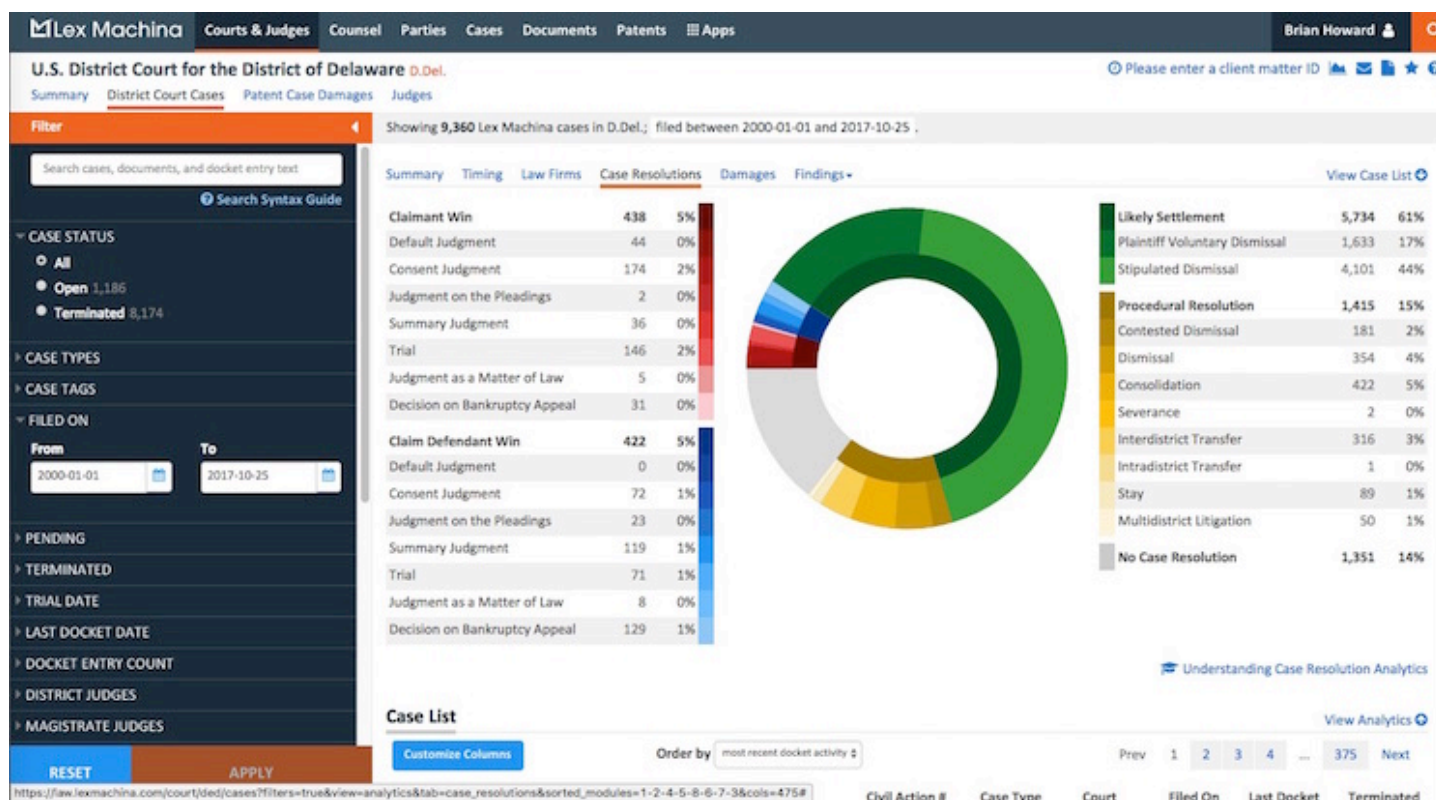 Lex Machina Courts & Judges Counsel Parties Cases Documents Patents Apps Brian Howard
U.S. District Court for the District of Delaware D.Del. Please enter a client matter ID
Summary District Court Cases Patent Case Damages Judges
Filter
Showing 9,360 Lex Machina cases in D.Del.; filed between 2000-01-01 and 2017-10-25 .
Search cases, documents, and docket entry text
Search Syntax Guide
CASE STATUS
All
Open 1,186
Terminated 8,174
CASE TYPES
CASE TAGS
FILED ON
From To
2000-01-01 2017-10-25
PENDING
TERMINATED
TRIAL DATE
LAST DOCKET DATE
DOCKET ENTRY COUNT
DISTRICT JUDGES
MAGISTRATE JUDGES
RESET APPLY
Summary Timing Law Firms Case Resolutions Damages Findings View Case List
Claimant Win 438 5%
Default Judgment 44 0%
Consent Judgment 174 2%
Judgment on the Pleadings 2 0%
Summary Judgment 36 0%
Trial 146 2%
Judgment as a Matter of Law 5 0%
Decision on Bankruptcy Appeal 31 0%
Claim Defendant Win 422 5%
Default Judgment 0 0%
Consent Judgment 72 1%
Judgment on the Pleadings 23 0%
Summary Judgment 119 1%
Trial 71 1%
Judgment as a Matter of Law 8 0%
Decision on Bankruptcy Appeal 129 1%
Likely Settlement 5,734 61%
Plaintiff Voluntary Dismissal 1,633 17%
Stipulated Dismissal 4,101 44%
Procedural Resolution 1,415 15%
Contested Dismissal 181 2%
Dismissal 354 4%
Consolidation 422 5%
Severance 2 0%
Interdistrict Transfer 316 3%
Intradistrict Transfer 1 0%
Stay 89 1%
Multidistrict Litigation 50 1%
No Case Resolution 1,351 14%
Understanding Case Resolution Analytics
Case List View Analytics
Customize Columns Order by most recent docket activity Prev 1 2 3 4 ... 375 Next
Civil Action # Case Type Court Filed On Last Docket Terminated
https://law.lexmachina.com/court/ded/cases?filters=true&view=analytics&tab=case_resolutions&sorted_modules=1-2-4-5-8-6-7-3&cols=475#